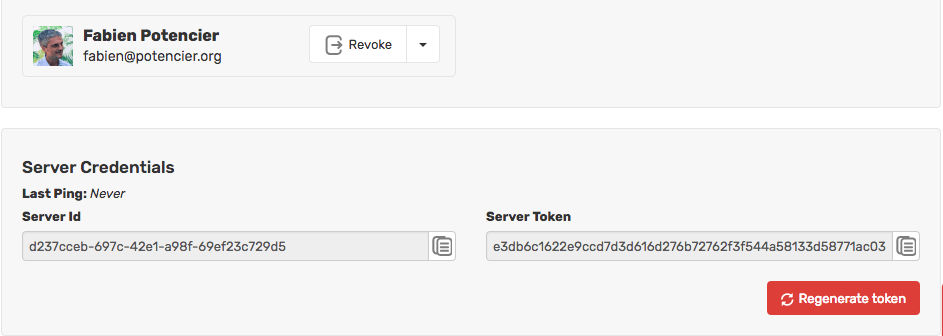 Fabien Potencier
fabien@potencier.org
Revoke
Server Credentials
Last Ping: Never
Server Id
Server Token
d237cceb-697c-42e1-a98f-69ef23c729d5
e3db6c1622e9ccd7d3d616d276b72762f3f544a58133d58771ac03
Regenerate token